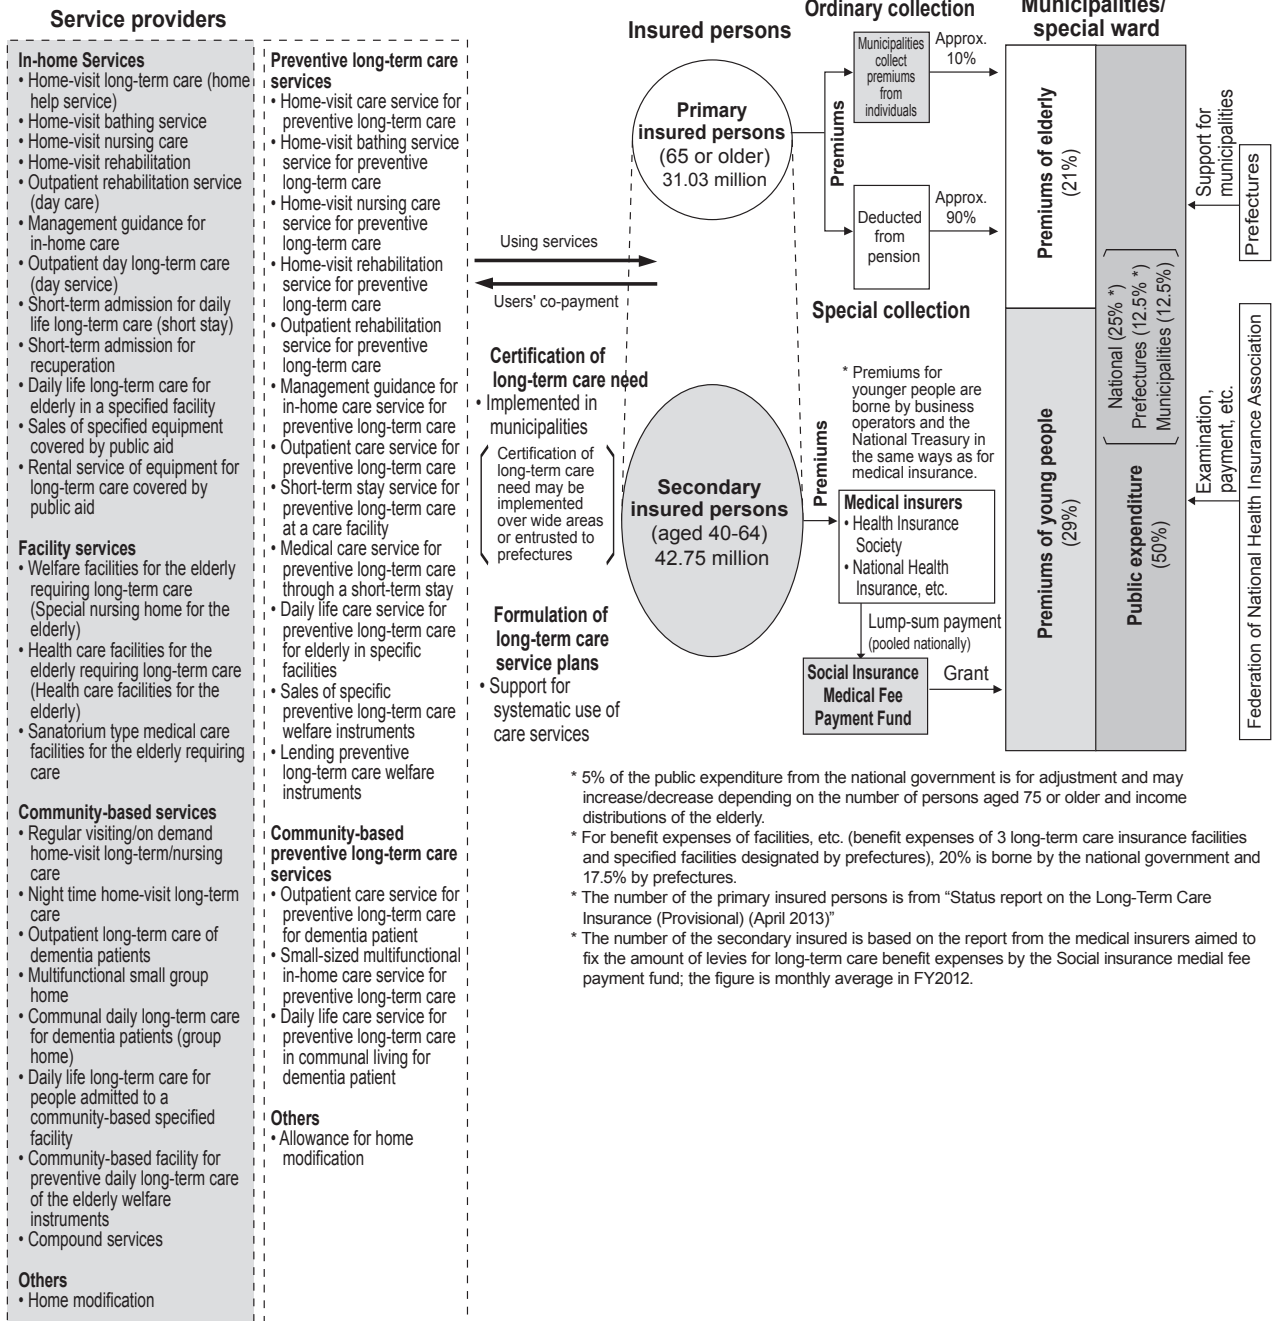 Service providers
In-home Services
• Home-visit long-term care (home
help service)
• Home-visit bathing service
• Home-visit nursing care
• Home-visit rehabilitation
• Outpatient rehabilitation service
(day care)
• Management guidance for
in-home care
• Outpatient day long-term care
(day service)
• Short-term admission for daily
life long-term care (short stay)
• Short-term admission for
recuperation
• Daily life long-term care for
elderly in a specified facility
• Sales of specified equipment
covered by public aid
• Rental service of equipment for
long-term care covered by
public aid
Facility services
• Welfare facilities for the elderly
requiring long-term care
(Special nursing home for the
elderly)
• Health care facilities for the
elderly requiring long-term care
(Health care facilities for the
elderly)
• Sanatorium type medical care
facilities for the elderly requiring
care
Community-based services
• Regular visiting/on demand
home-visit long-term/nursing
care
• Night time home-visit long-term
care
• Outpatient long-term care of
dementia patients
• Multifunctional small group
home
• Communal daily long-term care
for dementia patients (group
home)
• Daily life long-term care for
people admitted to a
community-based specified
facility
• Community-based facility for
preventive daily long-term care
of the elderly welfare
instruments
• Compound services
Others
• Home modification
Preventive long-term care
services
• Home-visit care service for
preventive long-term care
• Home-visit bathing service
service for preventive
long-term care
• Home-visit nursing care
service for preventive
long-term care
• Home-visit rehabilitation
service for preventive
long-term care
• Outpatient rehabilitation
service for preventive
long-term care
• Management guidance for
in-home care service for
preventive long-term care
• Outpatient care service for
preventive long-term care
• Short-term stay service for
preventive long-term care
at a care facility
• Medical care service for
preventive long-term care
through a short-term stay
• Daily life care service for
preventive long-term care
for elderly in specific
facilities
• Sales of specific
preventive long-term care
welfare instruments
• Lending preventive
long-term care welfare
instruments
Community-based
preventive long-term care
services
• Outpatient care service for
preventive long-term care
for dementia patient
• Small-sized multifunctional
in-home care service for
preventive long-term care
• Daily life care service for
preventive long-term care
in communal living for
dementia patient
Others
• Allowance for home
modification
Using services
Users' co-payment
Certification of
long-term care need
• Implemented in
municipalities
Certification of
long-term care
need may be
implemented
over wide areas
or entrusted to
prefectures
Formulation of
long-term care
service plans
• Support for
systematic use of
care services
Insured persons
Primary
insured persons
(65 or older)
31.03 million
Secondary
insured persons
(aged 40-64)
42.75 million
Ordinary collection
Premiums
Municipalities
collect
premiums
from
individuals
Approx.
10%
Deducted
from
pension
Approx.
90%
Special collection
* Premiums for
younger people are
borne by business
operators and the
National Treasury in
the same ways as for
medical insurance.
Premiums
Medical insurers
• Health Insurance
Society
• National Health
Insurance, etc.
Lump-sum payment
(pooled nationally)
Social Insurance
Medical Fee
Payment Fund
Grant
Municipalities/
special ward
Premiums of elderly
(21%)
Premiums of young people
(29%)
National (25% *)
Prefectures (12.5% *)
Municipalities (12.5%)
Public expenditure
(50%)
Support for
municipalities
Prefectures
Examination,
payment, etc.
Federation of National Health Insurance Association
* 5% of the public expenditure from the national government is for adjustment and may
increase/decrease depending on the number of persons aged 75 or older and income
distributions of the elderly.
* For benefit expenses of facilities, etc. (benefit expenses of 3 long-term care insurance facilities
and specified facilities designated by prefectures), 20% is borne by the national government and
17.5% by prefectures.
* The number of the primary insured persons is from “Status report on the Long-Term Care
Insurance (Provisional) (April 2013)”
* The number of the secondary insured is based on the report from the medical insurers aimed to
fix the amount of levies for long-term care benefit expenses by the Social insurance medial fee
payment fund; the figure is monthly average in FY2012.